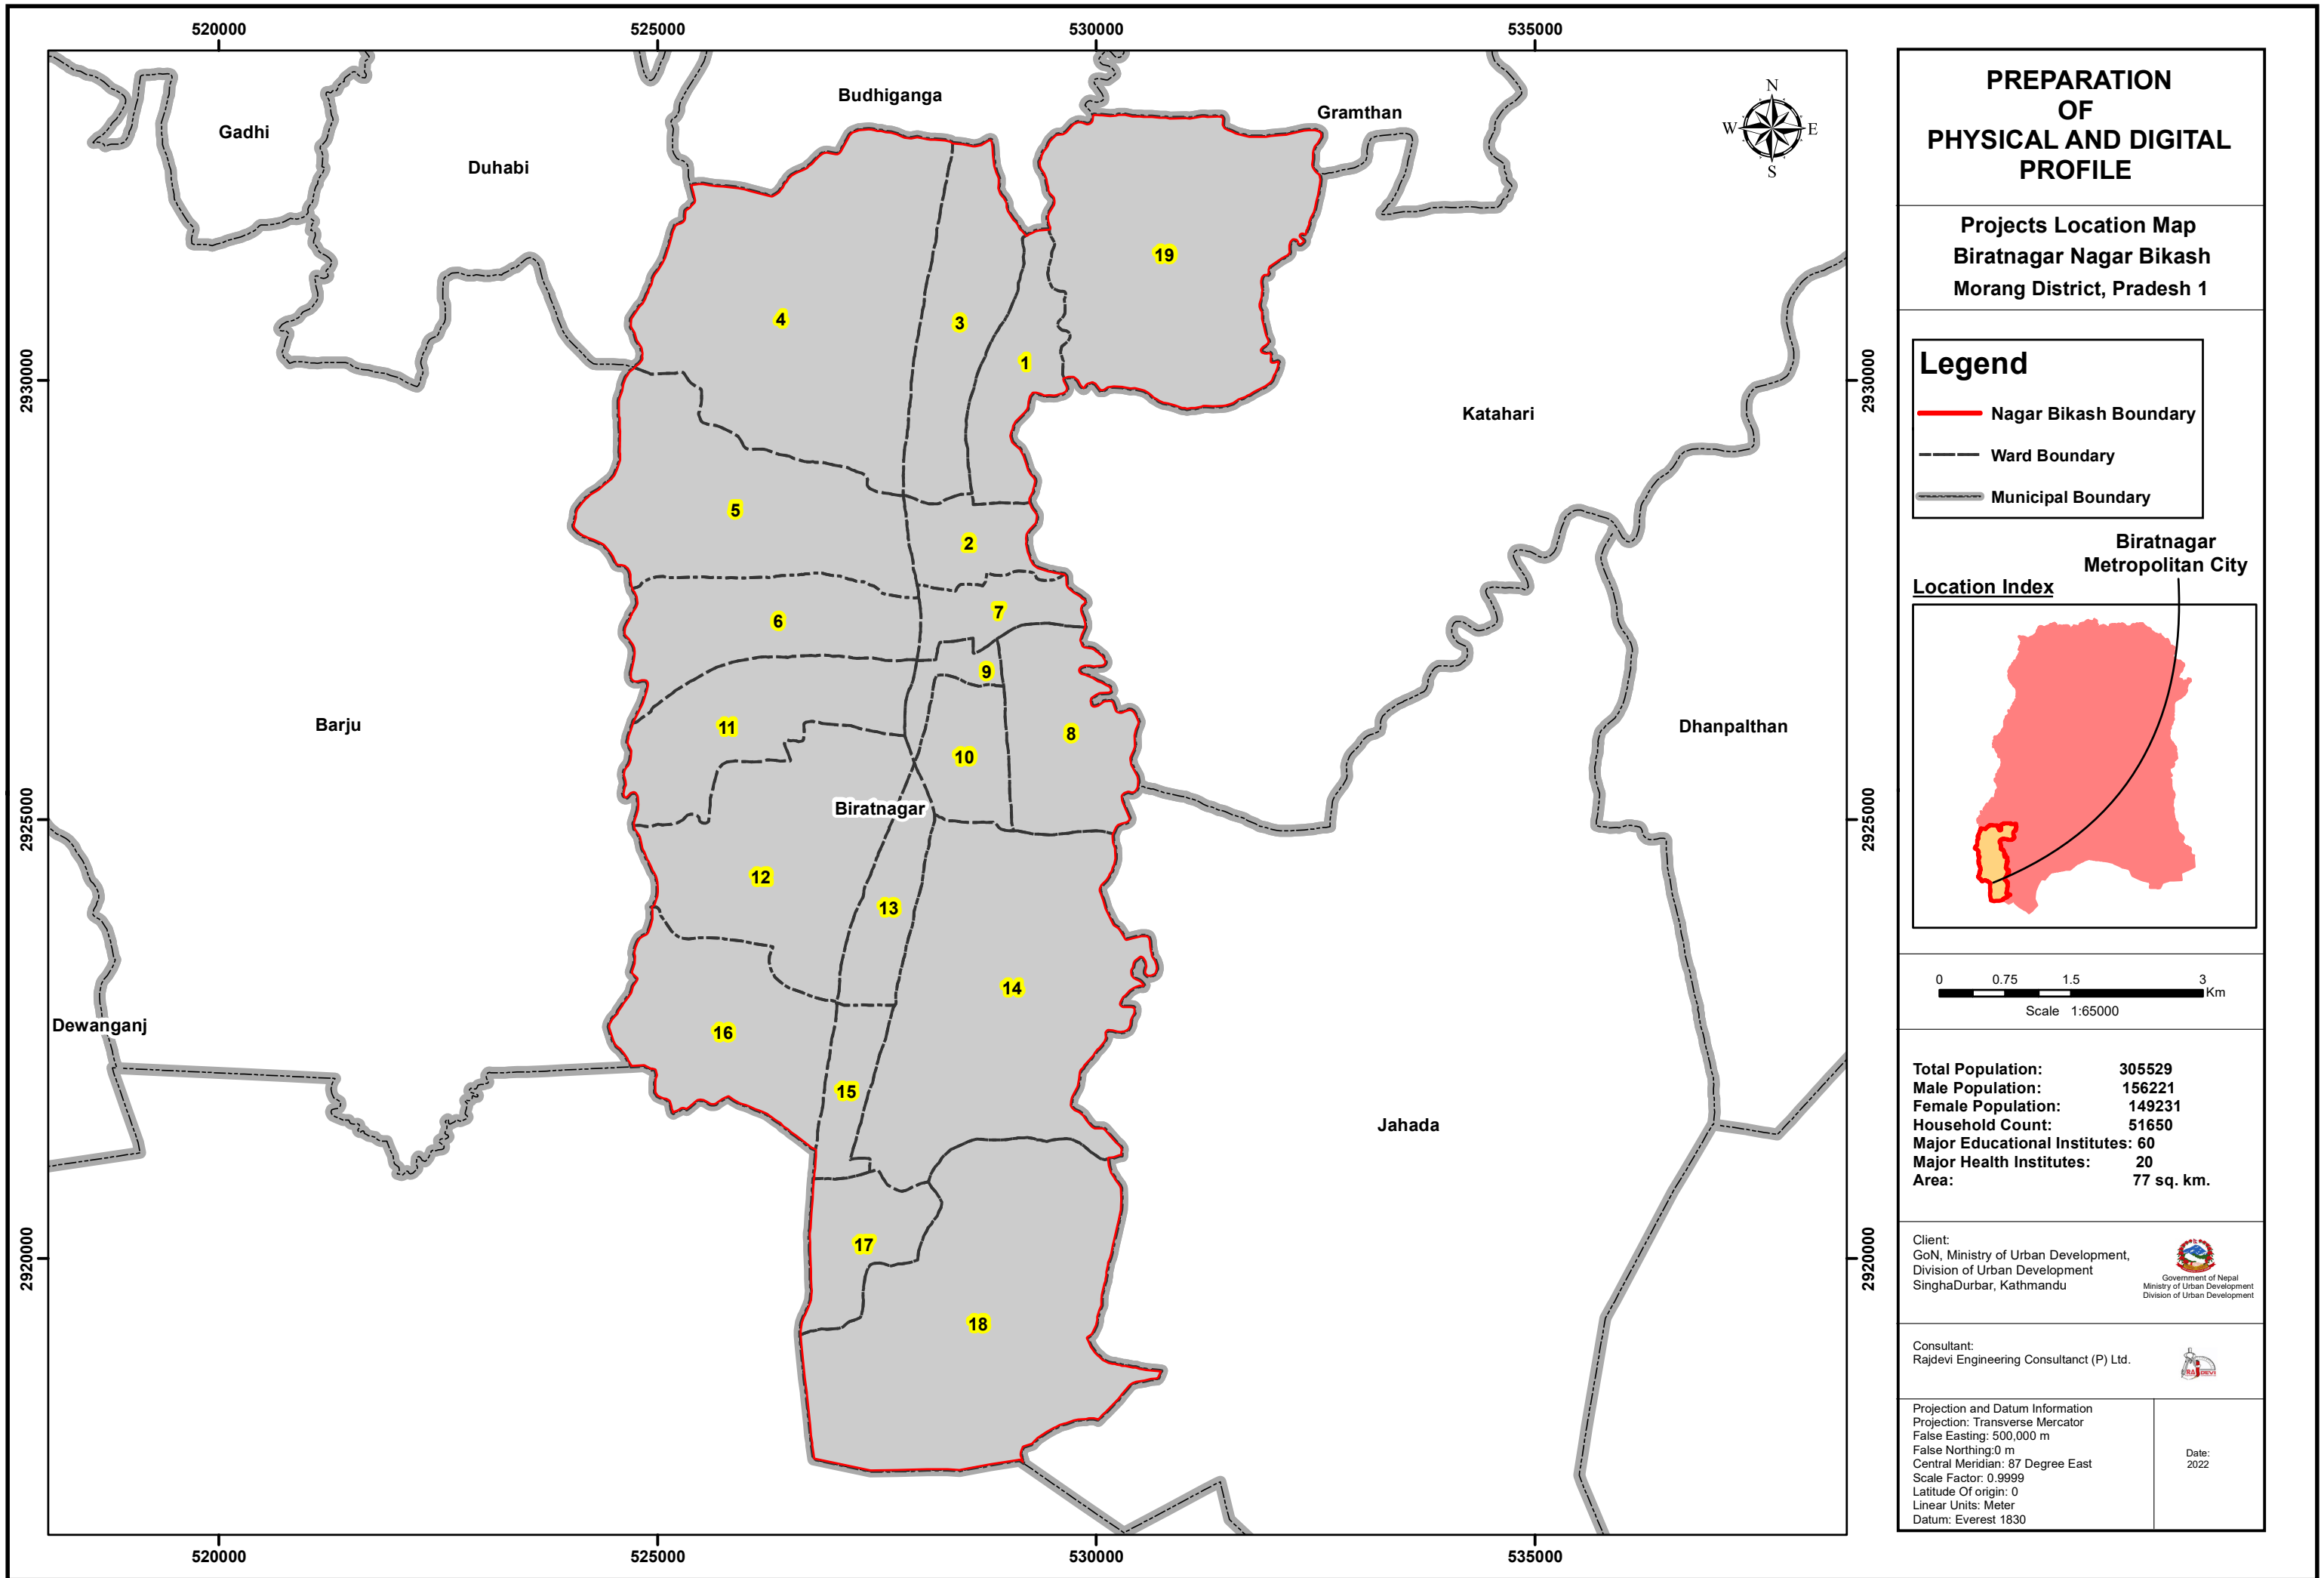 520000
525000
530000
535000
Budhiganga
Gramthan
Gadhi
Duhabi
N
W
E
S
19
4
3
1
2930000
2930000
Katahari
5
2
7
6
9
11
8
10
Barju
Dhanpalthan
Biratnagar
2925000
2925000
12
13
14
Dewanganj
16
15
Jahada
17
18
2920000
2920000
520000
525000
530000
535000
PREPARATION
OF
PHYSICAL AND DIGITAL
PROFILE
Projects Location Map
Biratnagar Nagar Bikash
Morang District, Pradesh 1
Legend
Nagar Bikash Boundary
Ward Boundary
Municipal Boundary
Biratnagar
Metropolitan City
Location Index
0 0.75 1.5 3
Km
Scale 1:65000
Total Population: 305529
Male Population: 156221
Female Population: 149231
Household Count: 51650
Major Educational Institutes: 60
Major Health Institutes: 20
Area: 77 sq. km.
Client:
GoN, Ministry of Urban Development,
Division of Urban Development
SinghaDurbar, Kathmandu
Government of Nepal
Ministry of Urban Development
Division of Urban Development
Consultant:
Rajdevi Engineering Consultanct (P) Ltd.
Projection and Datum Information
Projection: Transverse Mercator
False Easting: 500,000 m
False Northing:0 m
Central Meridian: 87 Degree East
Scale Factor: 0.9999
Latitude Of origin: 0
Linear Units: Meter
Datum: Everest 1830
Date:
2022